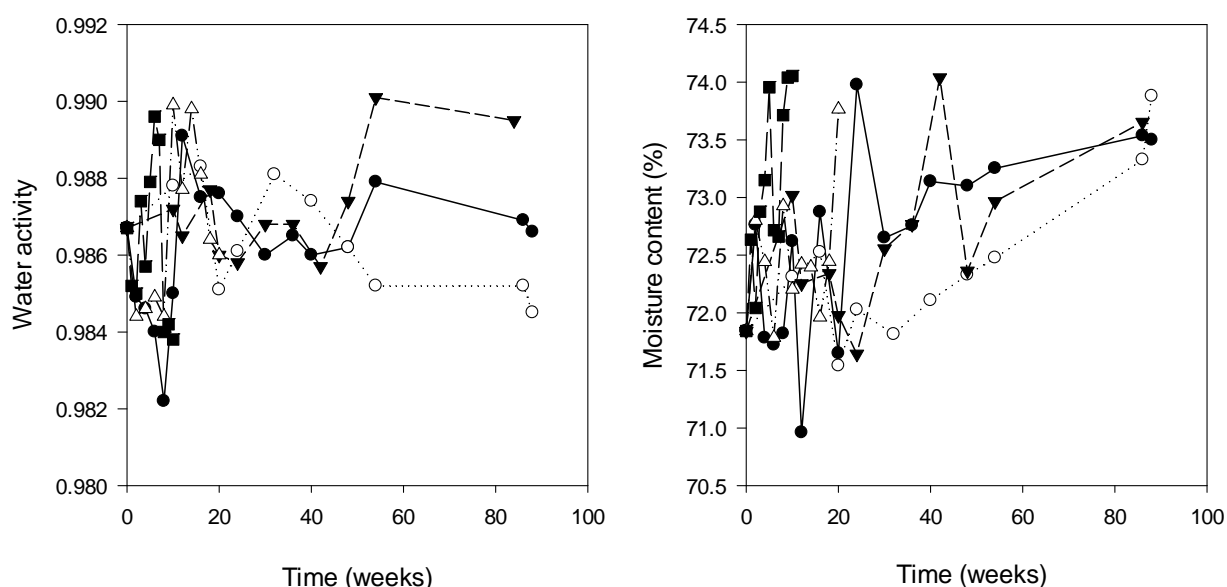 Water activity
0.992
0.990
0.988
0.986
0.984
0.982
0.980
0 20 40 60 80 100
Time (weeks)
Moisture content (%)
74.5
74.0
73.5
73.0
72.5
72.0
71.5
71.0
70.5
0 20 40 60 80 100
Time (weeks)